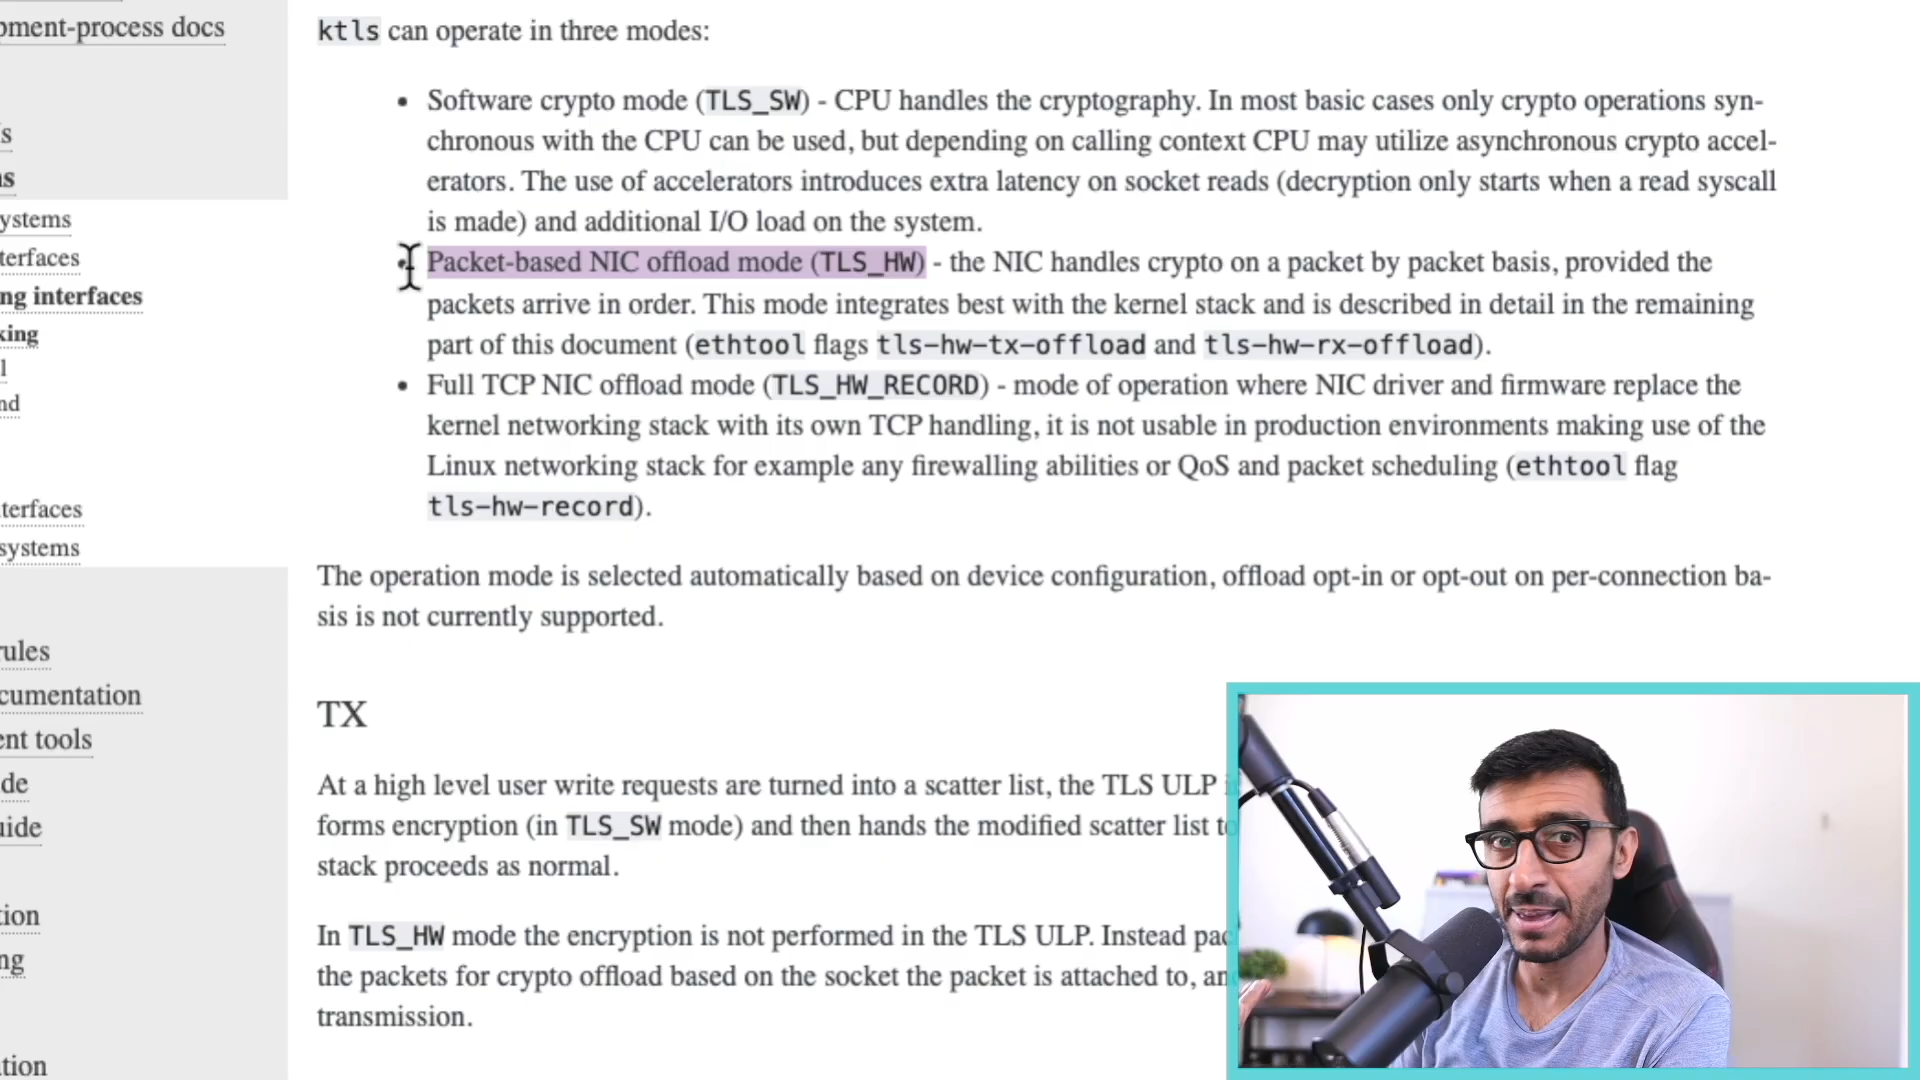 pment-process docs
ktls can operate in three modes:
Software crypto mode (TLS_SW) - CPU handles the cryptography. In most basic cases only crypto operations syn-
chronous with the CPU can be used, but depending on calling context CPU may utilize asynchronous crypto accel-
erators. The use of accelerators introduces extra latency on socket reads (decryption only starts when a read syscall
is made) and additional I/O load on the system.
Packet-based NIC offload mode (TLS_HW) - the NIC handles crypto on a packet by packet basis, provided the
packets arrive in order. This mode integrates best with the kernel stack and is described in detail in the remaining
part of this document (ethtool flags tls-hw-tx-offload and tls-hw-rx-offload).
Full TCP NIC offload mode (TLS_HW_RECORD) - mode of operation where NIC driver and firmware replace the
kernel networking stack with its own TCP handling, it is not usable in production environments making use of the
Linux networking stack for example any firewalling abilities or QoS and packet scheduling (ethtool flag
tls-hw-record).
The operation mode is selected automatically based on device configuration, offload opt-in or opt-out on per-connection ba-
sis is not currently supported.
TX
At a high level user write requests are turned into a scatter list, the TLS ULP
forms encryption (in TLS_SW mode) and then hands the modified scatter list to
stack proceeds as normal.
In TLS_HW mode the encryption is not performed in the TLS ULP. Instead pac
the packets for crypto offload based on the socket the packet is attached to, an
transmission.
s
ns
ystems
terfaces
ng interfaces
king
l
nd
terfaces
systems
rules
cumentation
ent tools
de
uide
tion
ng
tion